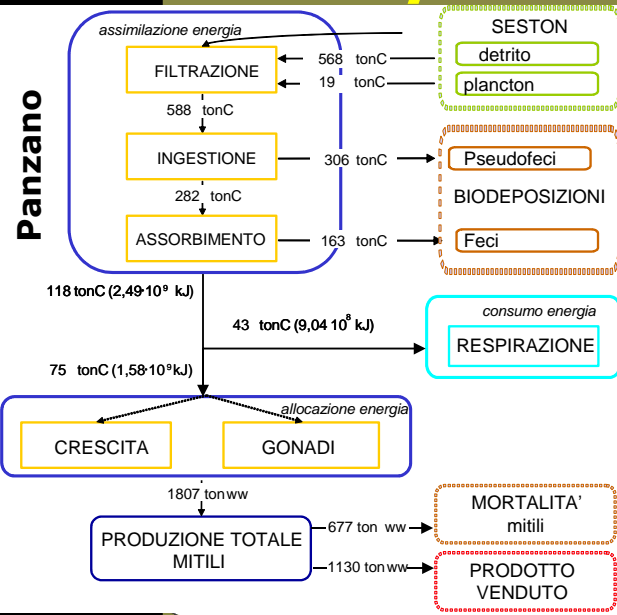 Panzano
assimilazione energia
SESTON
FILTRAZIONE
568 tonC
detrito
19 tonC
plancton
588 tonC
INGESTIONE
306 tonC
Pseudofeci
BIODEPOSIZIONI
282 tonC
ASSORBIMENTO
163 tonC
Feci
118 tonC (2,49·10⁹ kJ)
consumo energia
43 tonC (9,04 10⁸ kJ)
RESPIRAZIONE
75 tonC (1,58·10⁹ kJ)
allocazione energia
CRESCITA
GONADI
1807 ton ww
MORTALITA'
mitili
677 ton ww
PRODUZIONE TOTALE
MITILI
1130 ton ww
PRODOTTO
VENDUTO